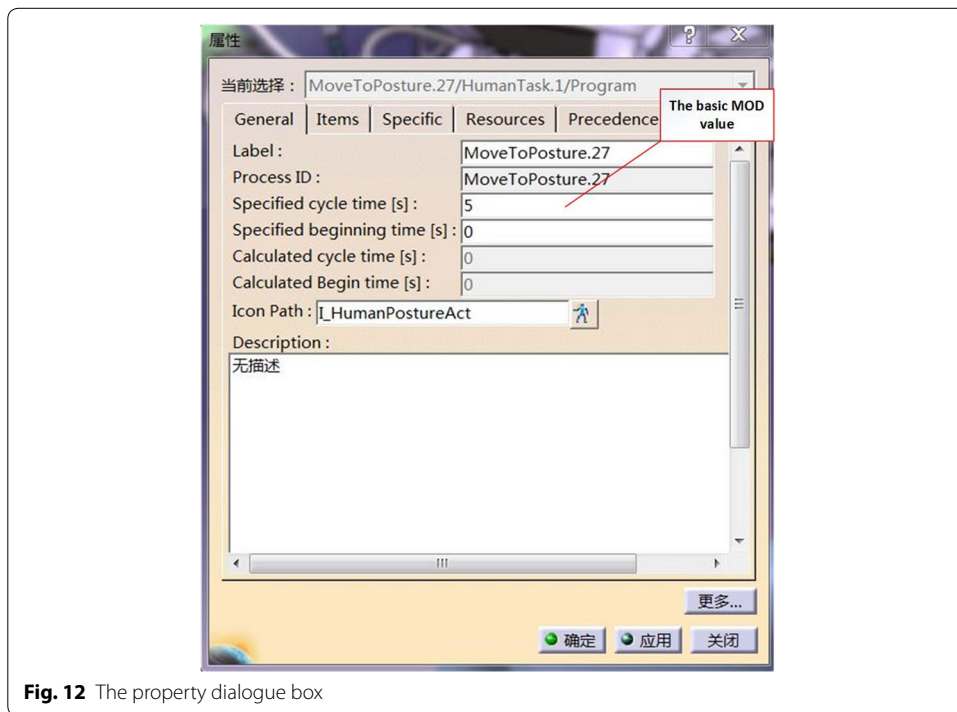 属性
当前选择： MoveToPosture.27/HumanTask.1/Program
General Items Specific Resources Precedence
The basic MOD
value
Label : MoveToPosture.27
Process ID : MoveToPosture.27
Specified cycle time [s] : 5
Specified beginning time [s] : 0
Calculated cycle time [s] : 0
Calculated Begin time [s] : 0
Icon Path : I_HumanPostureAct
Description :
无描述
更多...
确定 应用 关闭
Fig. 12 The property dialogue box